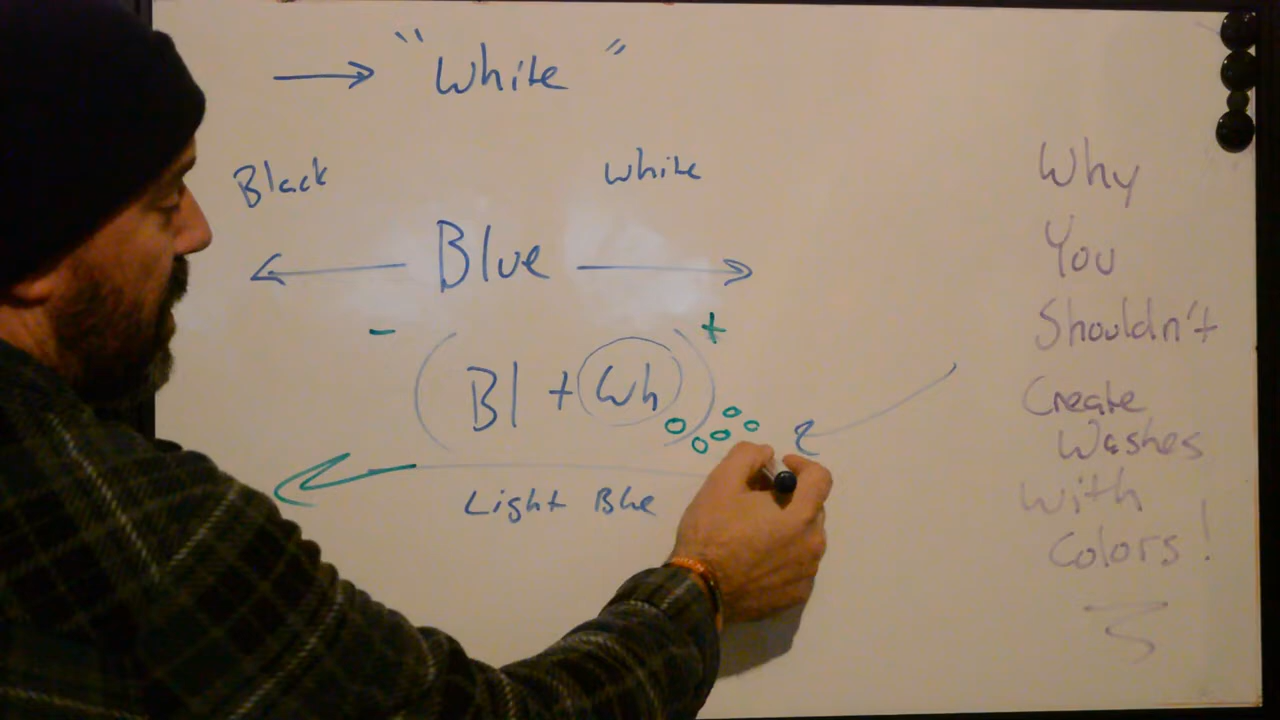 → "White"
Black White
← Blue →
- +
(Bl + Wh)
Light Blue
Why
You
Shouldn't
Create
Washes
With
Colors!